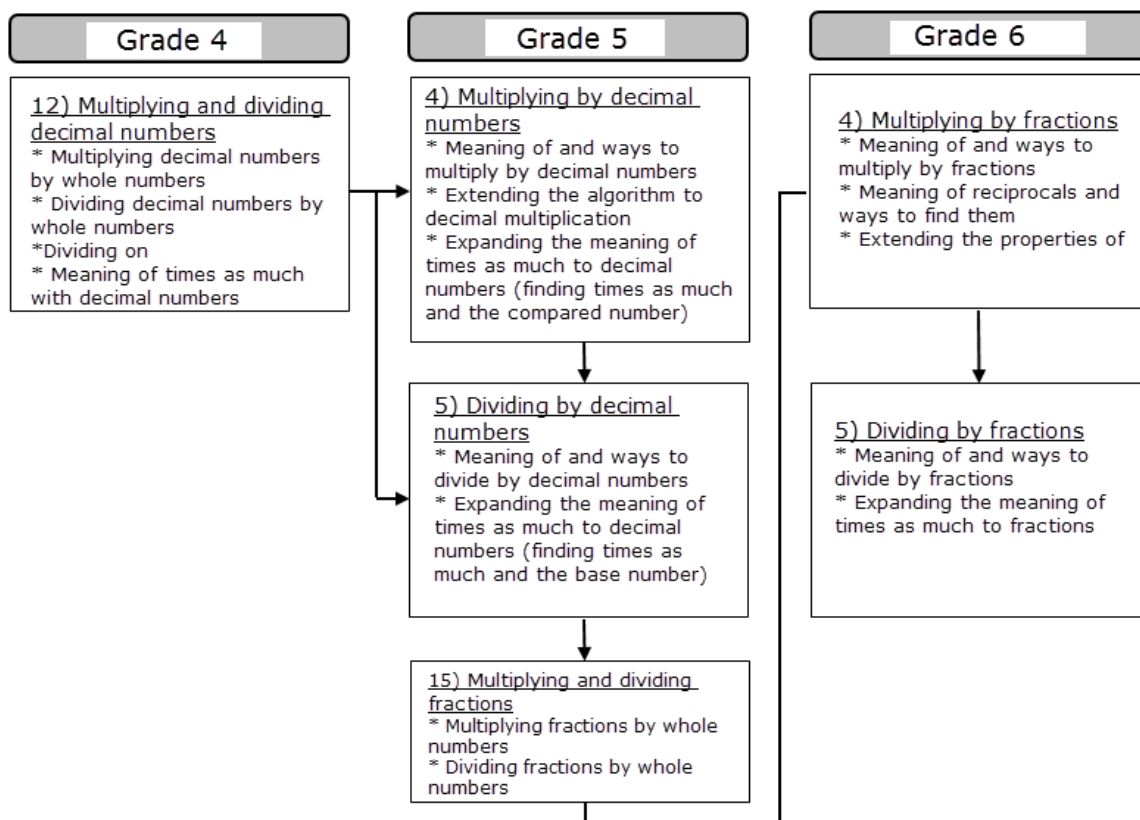 Grade 4
12) Multiplying and dividing
decimal numbers
* Multiplying decimal numbers
by whole numbers
* Dividing decimal numbers by
whole numbers
*Dividing on
* Meaning of times as much
with decimal numbers
Grade 5
4) Multiplying by decimal
numbers
* Meaning of and ways to
multiply by decimal numbers
* Extending the algorithm to
decimal multiplication
* Expanding the meaning of
times as much to decimal
numbers (finding times as much
and the compared number)
5) Dividing by decimal
numbers
* Meaning of and ways to
divide by decimal numbers
* Expanding the meaning of
times as much to decimal
numbers (finding times as
much and the base number)
15) Multiplying and dividing
fractions
* Multiplying fractions by whole
numbers
* Dividing fractions by whole
numbers
Grade 6
4) Multiplying by fractions
* Meaning of and ways to
multiply by fractions
* Meaning of reciprocals and
ways to find them
* Extending the properties of
5) Dividing by fractions
* Meaning of and ways to
divide by fractions
* Expanding the meaning of
times as much to fractions